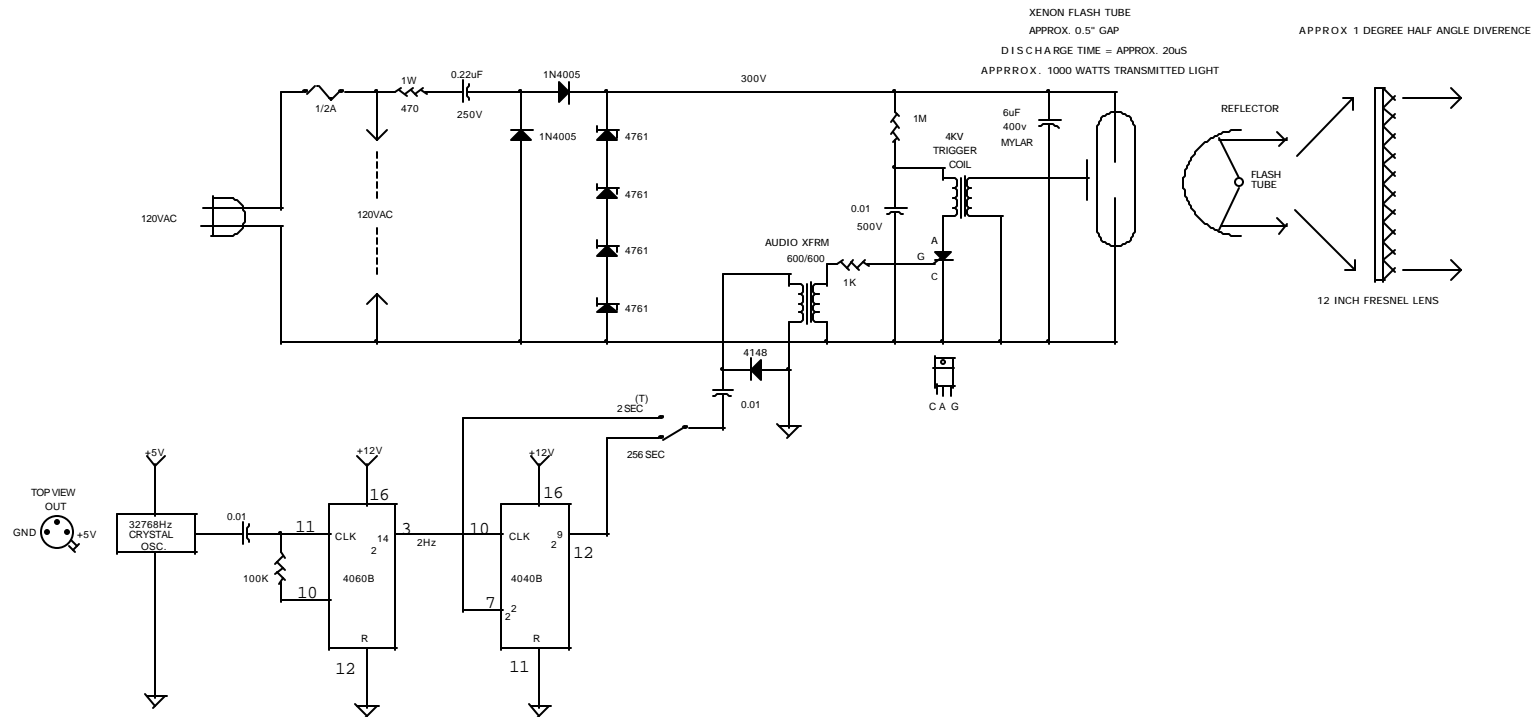 XENON FLASH TUBE
APPROX. 0.5" GAP
DISCHARGE TIME = APPROX. 20uS
APPRROX. 1000 WATTS TRANSMITTED LIGHT
APPROX 1 DEGREE HALF ANGLE DIVERENCE
1/2A
1W
470
0.22uF
250V
1N4005
1N4005
300V
4761
4761
4761
4761
120VAC
120VAC
1M
0.01
500V
4KV
TRIGGER
COIL
6uF
400v
MYLAR
REFLECTOR
FLASH
TUBE
12 INCH FRESNEL LENS
AUDIO XFRM
600/600
1K
A
G
C
C A G
4148
0.01
(T)
2 SEC
256 SEC
TOP VIEW
OUT
GND
+5V
+5V
32768Hz
CRYSTAL
OSC.
0.01
100K
+12V
16
11
CLK
14
2
3
2Hz
10
4060B
R
12
+12V
16
10
CLK
9
2
12
4040B
7
2
2
R
11